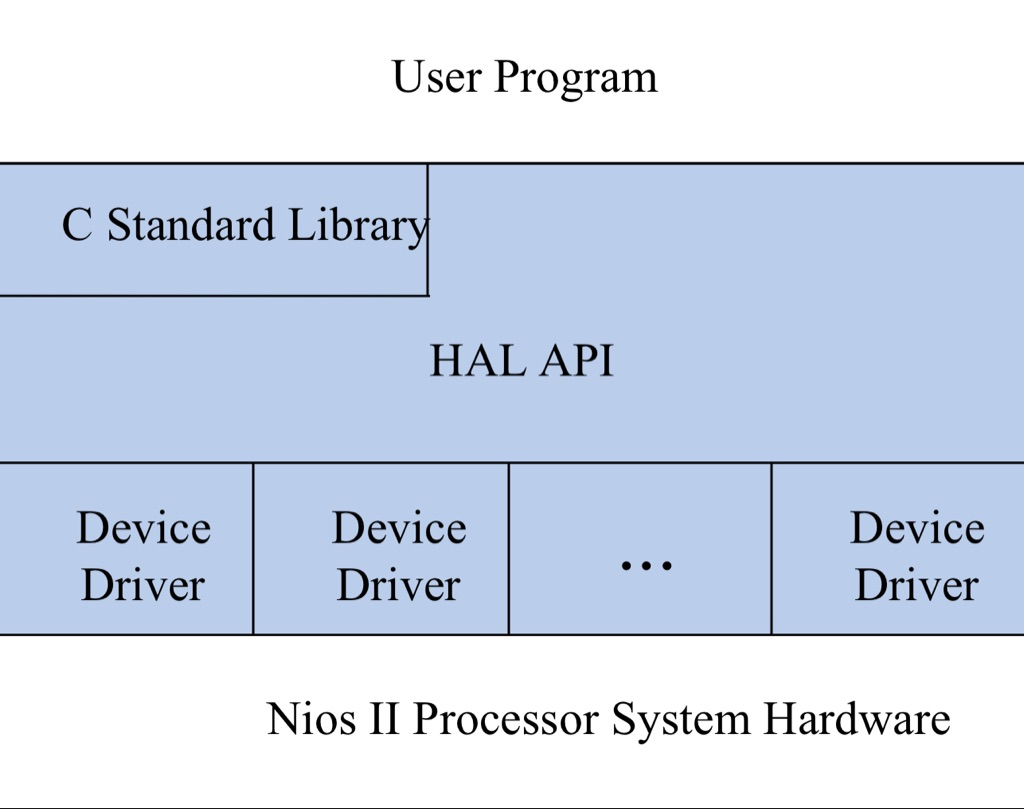 User Program
C Standard Library
HAL API
Device
Driver
Device
Driver
...
Device
Driver
Nios II Processor System Hardware